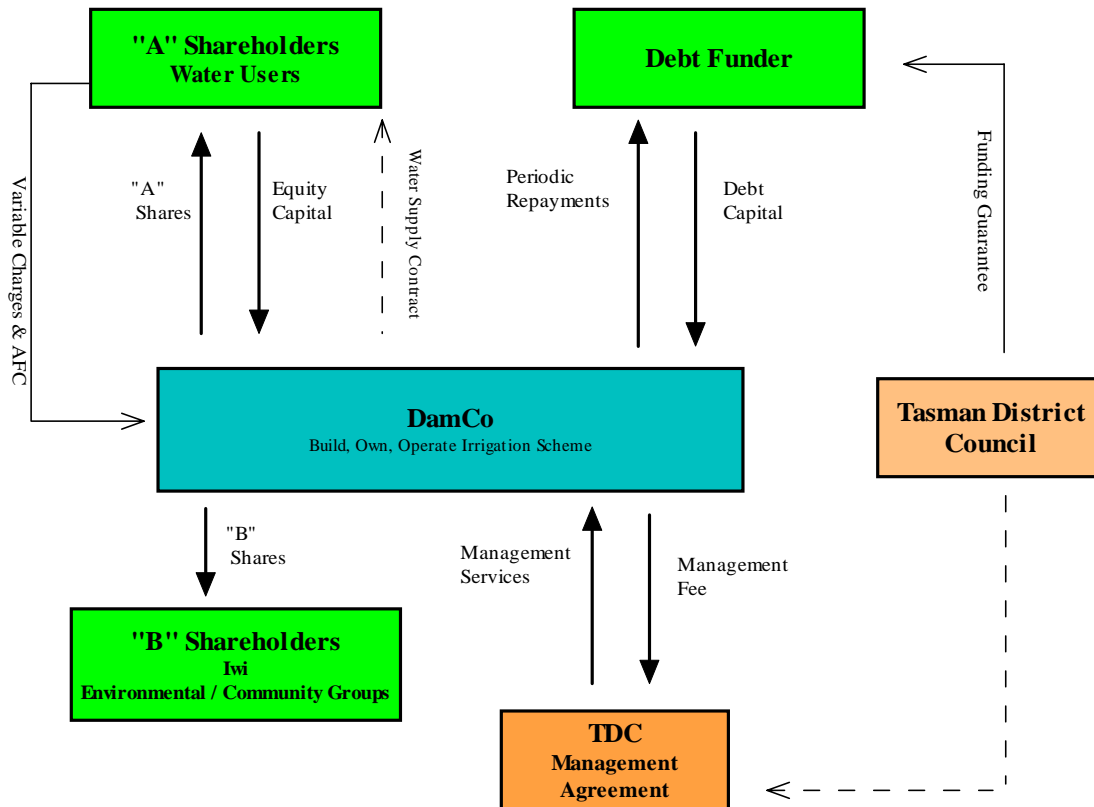 "A" Shareholders
Water Users
Debt Funder
Variable Charges & AFC
"A"
Shares
Equity
Capital
Water Supply Contract
Periodic
Repayments
Debt
Capital
Funding Guarantee
DamCo
Build, Own, Operate Irrigation Scheme
Tasman District
Council
"B"
Shares
Management
Services
Management
Fee
"B" Shareholders
Iwi
Environmental / Community Groups
TDC
Management
Agreement